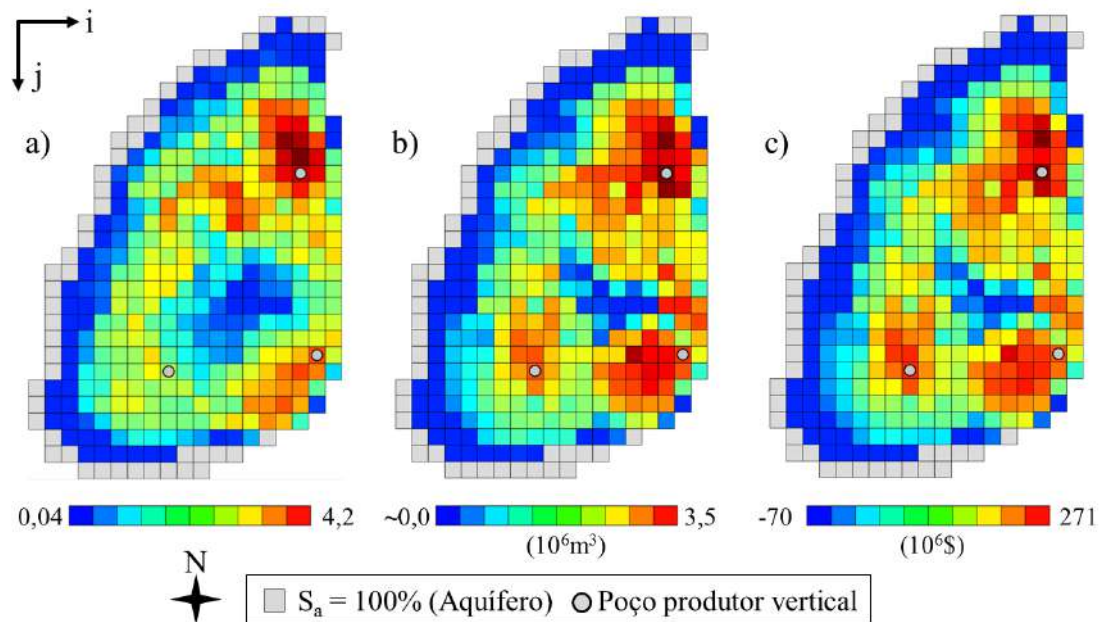 i
j
a)
b)
c)
0,04
4,2
~0,0
3,5
(10⁶m³)
-70
271
(10⁶$)
N
Sₐ = 100% (Aquífero)
Poço produtor vertical